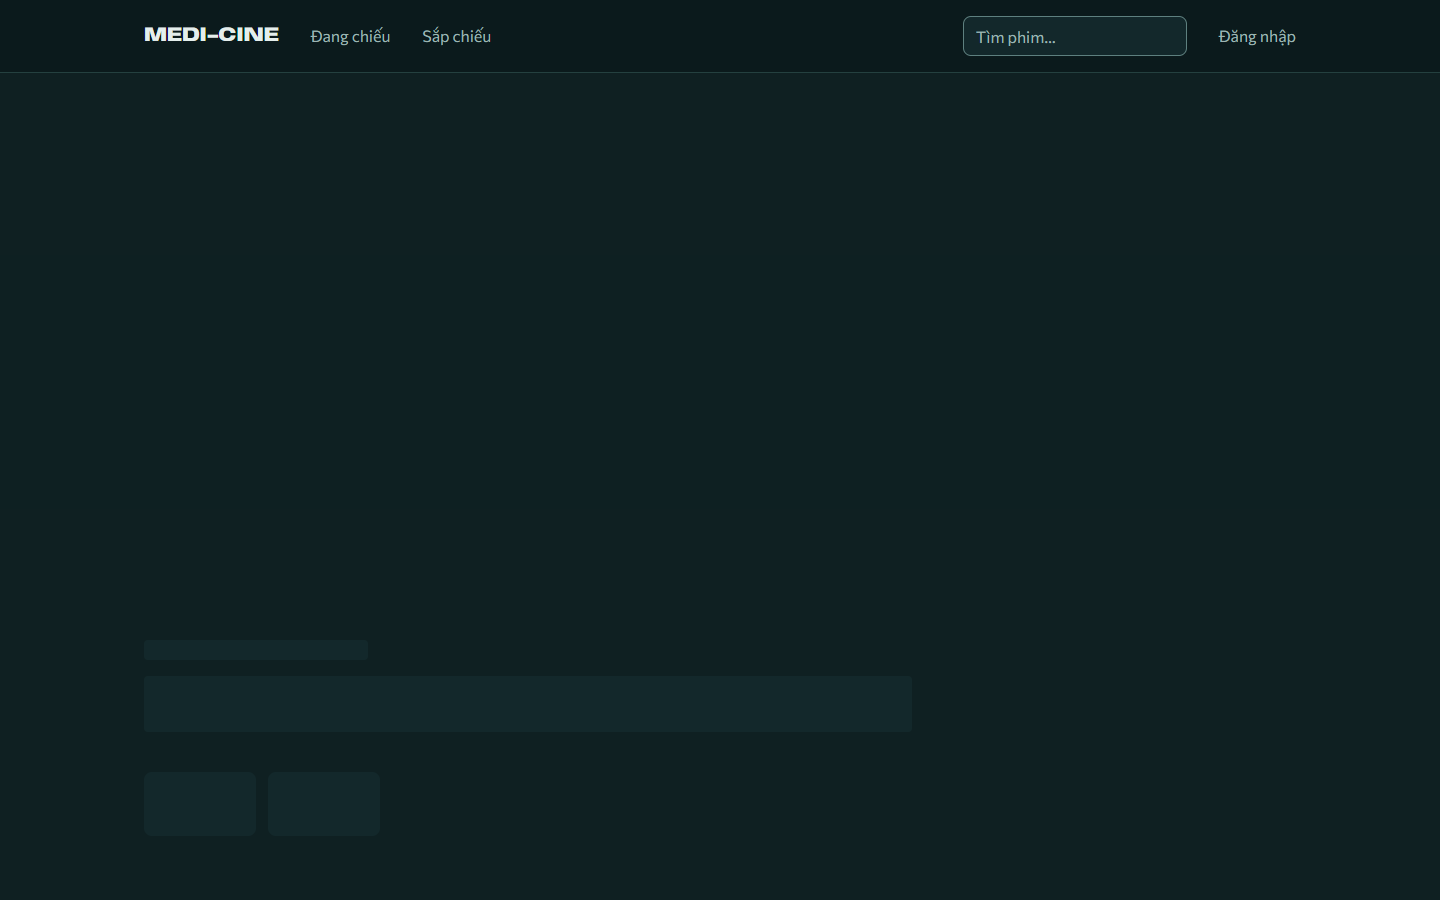 MEDI-CINE
Đang chiếu
Sắp chiếu
Tìm phim...
Đăng nhập